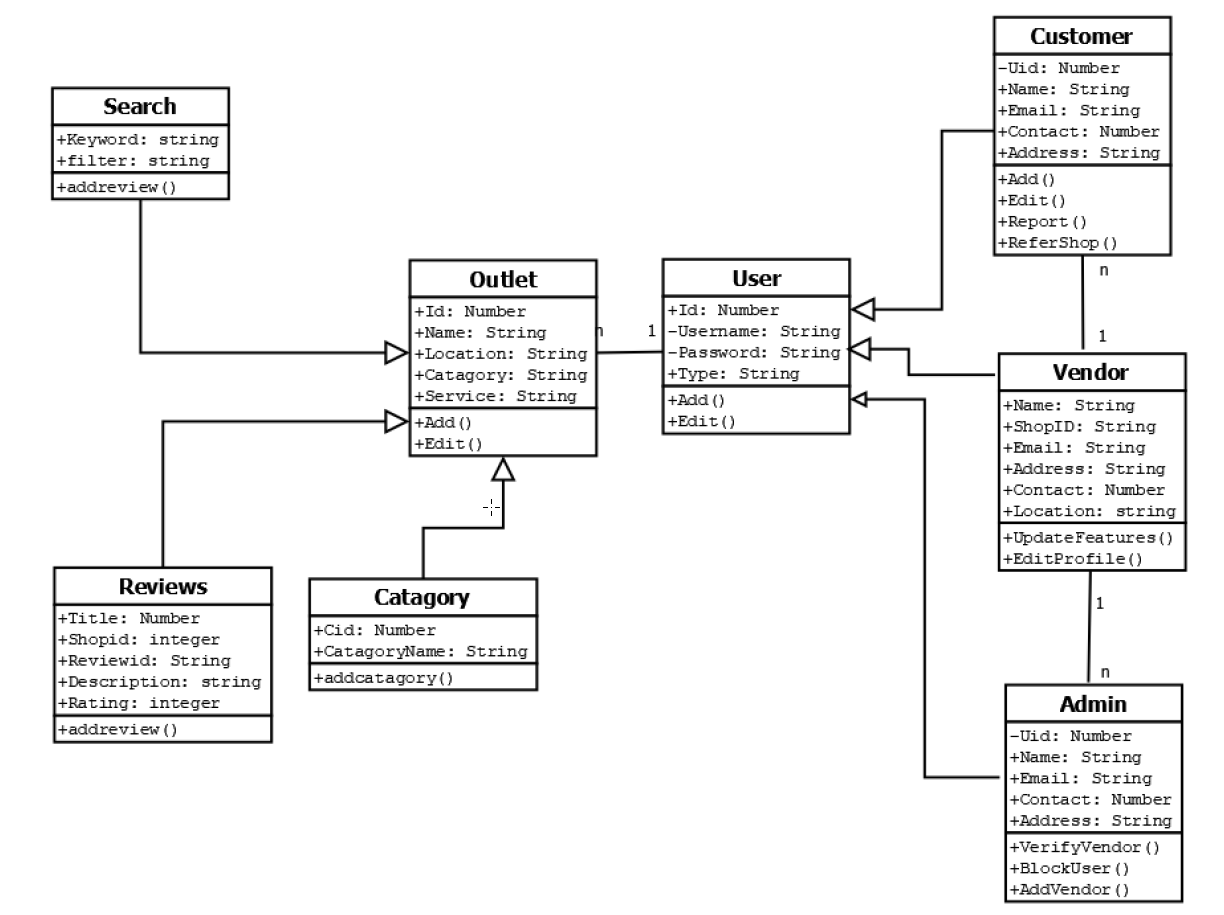 Customer
-Uid: Number
+Name: String
+Email: String
+Contact: Number
+Address: String
+Add()
+Edit()
+Report()
+ReferShop()
Search
+Keyword: string
+filter: string
+addreview()
Outlet
+Id: Number
+Name: String
+Location: String
+Catagory: String
+Service: String
+Add()
+Edit()
n
1
User
+Id: Number
-Username: String
-Password: String
+Type: String
+Add()
+Edit()
n
1
Vendor
+Name: String
+ShopID: String
+Email: String
+Address: String
+Contact: Number
+Location: string
+UpdateFeatures()
+EditProfile()
1
n
Reviews
+Title: Number
+Shopid: integer
+Reviewid: String
+Description: string
+Rating: integer
+addreview()
Catagory
+Cid: Number
+CatagoryName: String
+addcatagory()
Admin
-Uid: Number
+Name: String
+Email: String
+Contact: Number
+Address: String
+VerifyVendor()
+BlockUser()
+AddVendor()